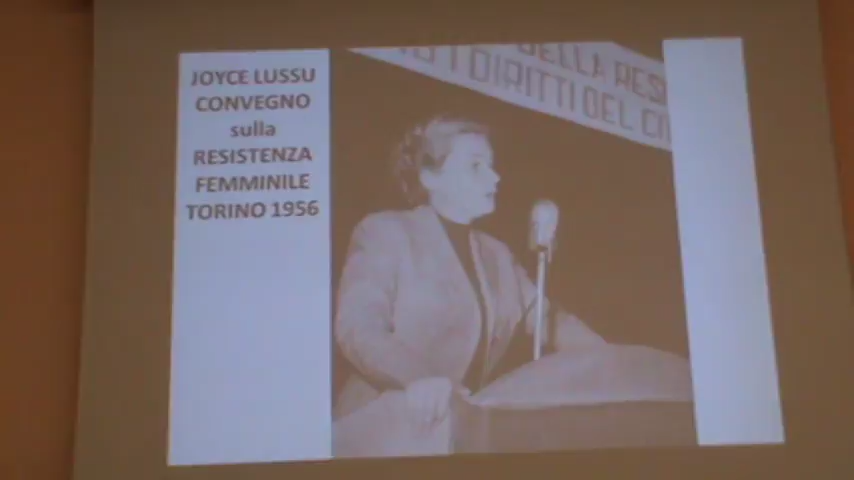 JOYCE LUSSU
CONVEGNO
sulla
RESISTENZA
FEMMINILE
TORINO 1956
DELLA RES
I DIRITTI DEL CI